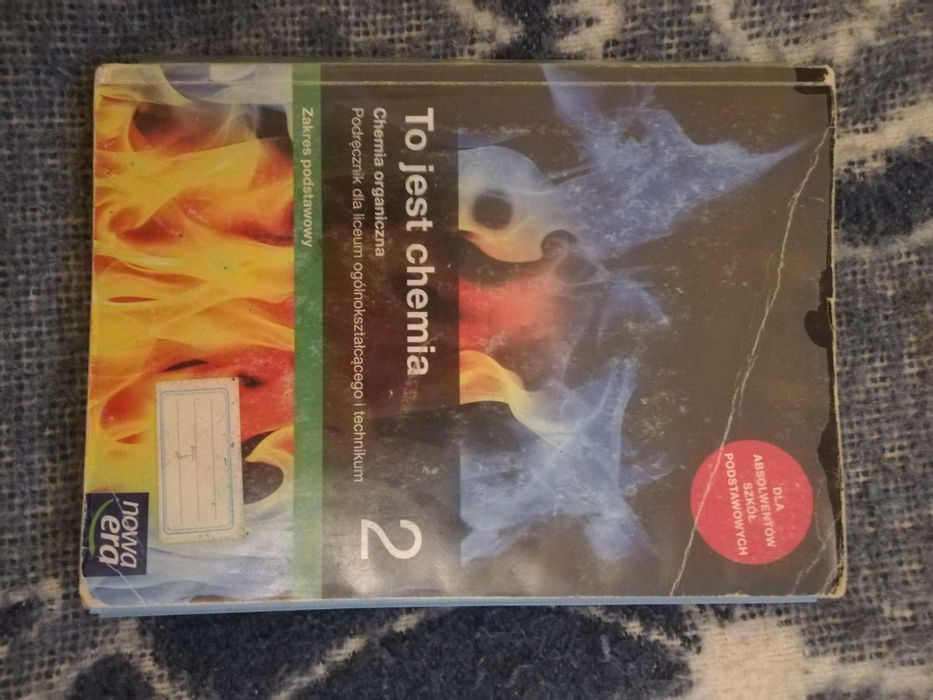 DLA
ABSOLWENTÓW
SZKÓŁ
PODSTAWOWYCH
To jest chemia
2
Chemia organiczna
Podręcznik dla liceum ogólnokształcącego i technikum
Zakres podstawowy
nowa
era